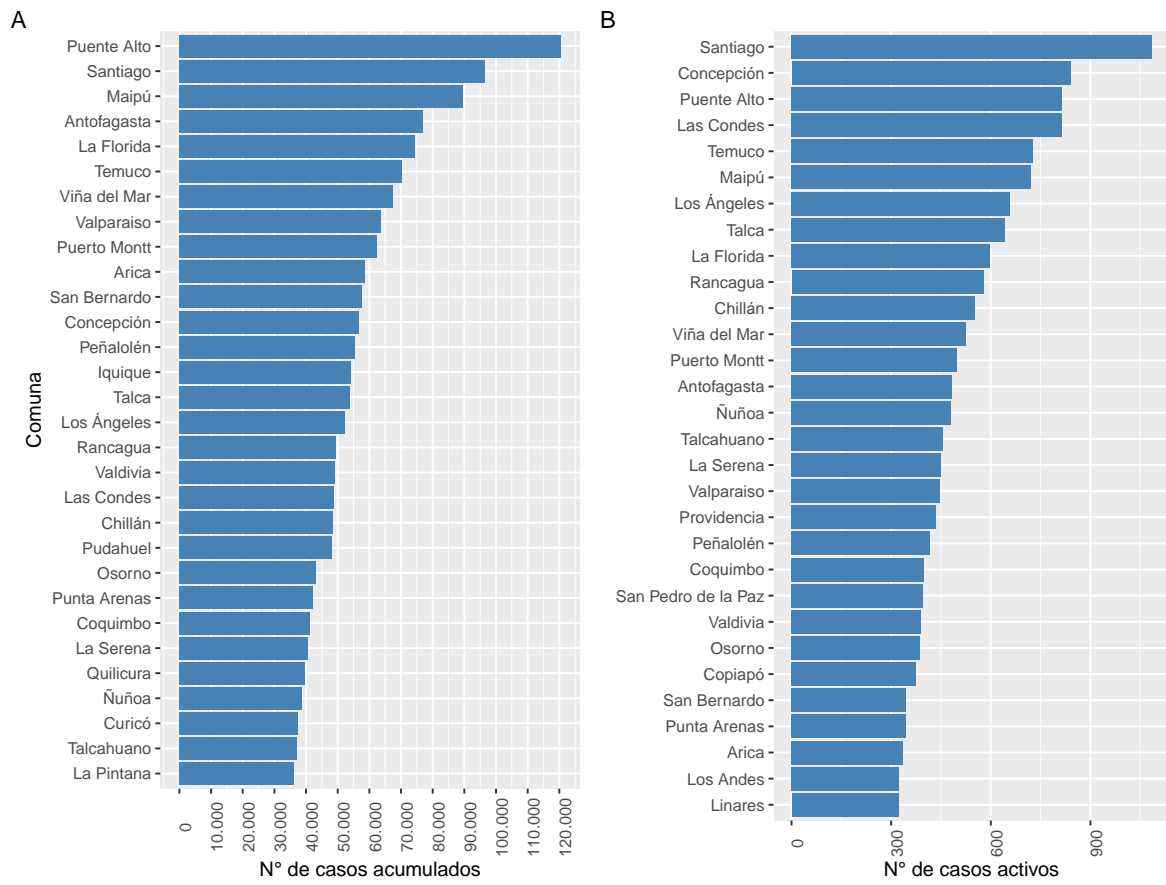 A
Comuna
Puente Alto
Santiago
Maipú
Antofagasta
La Florida
Temuco
Viña del Mar
Valparaiso
Puerto Montt
Arica
San Bernardo
Concepción
Peñalolén
Iquique
Talca
Los Ángeles
Rancagua
Valdivia
Las Condes
Chillán
Pudahuel
Osorno
Punta Arenas
Coquimbo
La Serena
Quilicura
Ñuñoa
Curicó
Talcahuano
La Pintana
0
10.000
20.000
30.000
40.000
50.000
60.000
70.000
80.000
90.000
100.000
110.000
120.000
N° de casos acumulados
B
Santiago
Concepción
Puente Alto
Las Condes
Temuco
Maipú
Los Ángeles
Talca
La Florida
Rancagua
Chillán
Viña del Mar
Puerto Montt
Antofagasta
Ñuñoa
Talcahuano
La Serena
Valparaiso
Providencia
Peñalolén
Coquimbo
San Pedro de la Paz
Valdivia
Osorno
Copiapó
San Bernardo
Punta Arenas
Arica
Los Andes
Linares
0
300
600
900
N° de casos activos